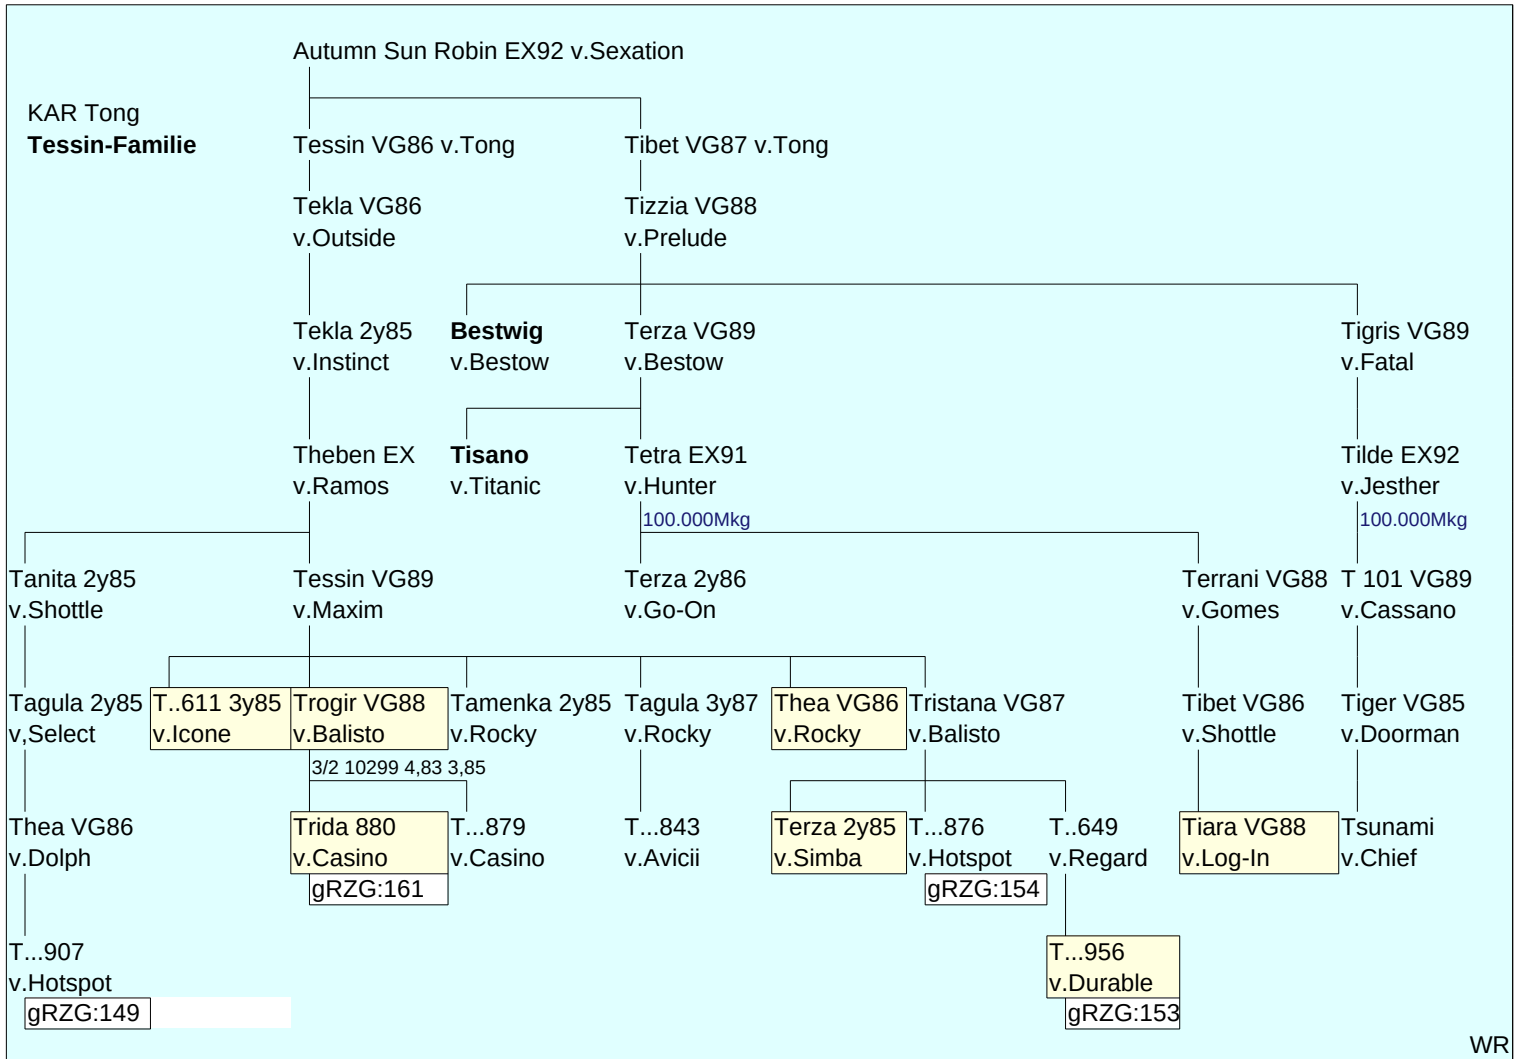 Autumn Sun Robin EX92 v.Sexation
KAR Tong
Tessin-Familie
Tessin VG86 v.Tong
Tibet VG87 v.Tong
Tekla VG86
v.Outside
Tizzia VG88
v.Prelude
Tekla 2y85
v.Instinct
Bestwig
v.Bestow
Terza VG89
v.Bestow
Tigris VG89
v.Fatal
Theben EX
v.Ramos
Tisano
v.Titanic
Tetra EX91
v.Hunter
100.000Mkg
Tilde EX92
v.Jesther
100.000Mkg
Tanita 2y85
v.Shottle
Tessin VG89
v.Maxim
Terza 2y86
v.Go-On
Terrani VG88
v.Gomes
T 101 VG89
v.Cassano
Tagula 2y85
v,Select
T..611 3y85
v.Icone
Trogir VG88
v.Balisto
3/2 10299 4,83 3,85
Tamenka 2y85
v.Rocky
Tagula 3y87
v.Rocky
Thea VG86
v.Rocky
Tristana VG87
v.Balisto
Tibet VG86
v.Shottle
Tiger VG85
v.Doorman
Thea VG86
v.Dolph
Trida 880
v.Casino
gRZG:161
T...879
v.Casino
T...843
v.Avicii
Terza 2y85
v.Simba
T...876
v.Hotspot
gRZG:154
T..649
v.Regard
Tiara VG88
v.Log-In
Tsunami
v.Chief
T...907
v.Hotspot
gRZG:149
T...956
v.Durable
gRZG:153
WR